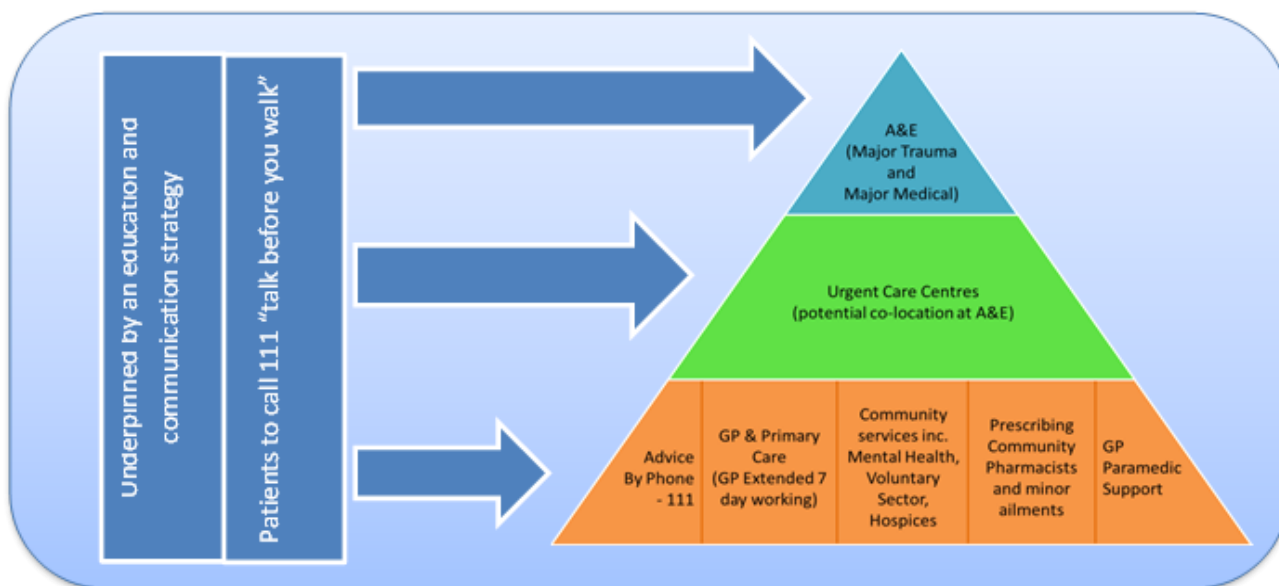 Underpinned by an education and
communication strategy
Patients to call 111 “talk before you walk”
A&E
(Major Trauma
and
Major Medical)
Urgent Care Centres
(potential co-location at A&E)
Advice
By Phone
- 111
GP & Primary
Care
(GP Extended 7
day working)
Community
services inc.
Mental Health,
Voluntary
Sector,
Hospices
Prescribing
Community
Pharmacists
and minor
ailments
GP
Paramedic
Support